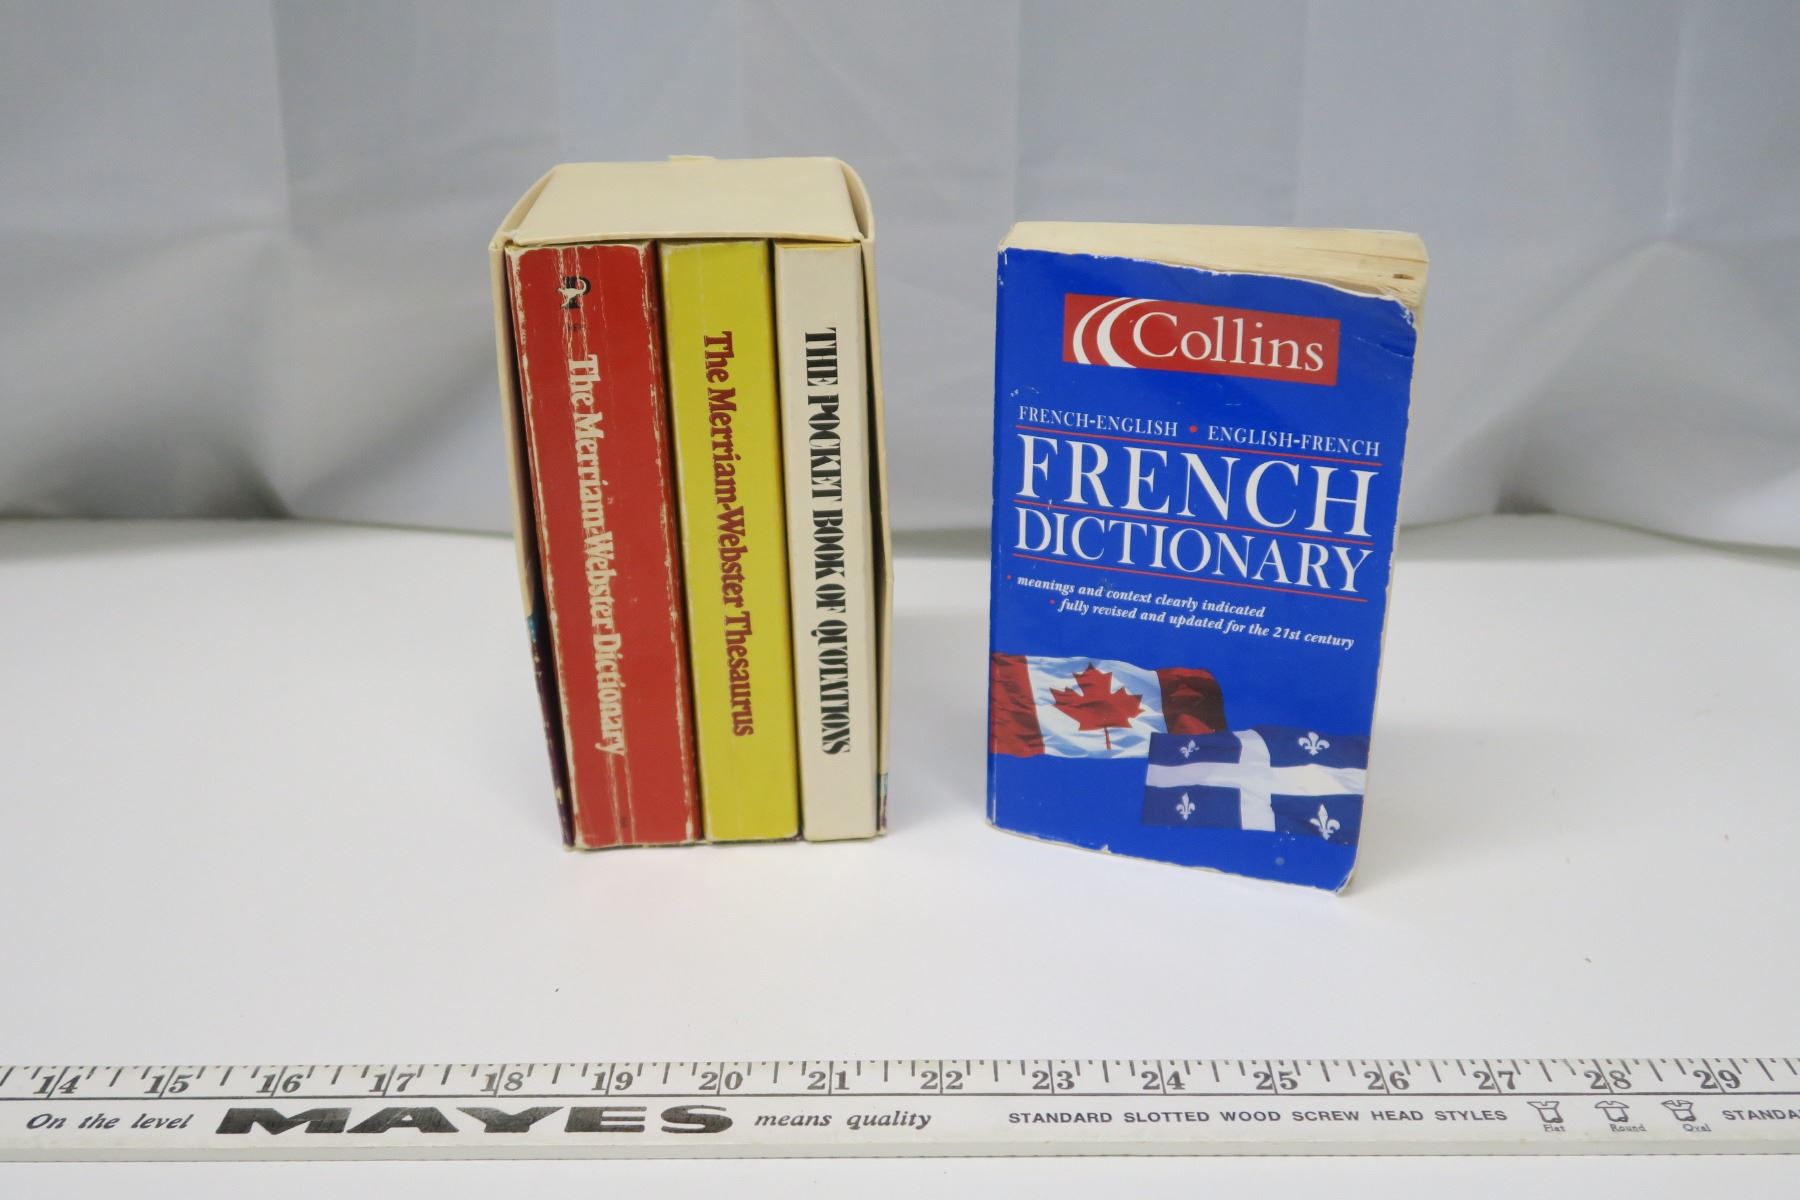 The Merriam-Webster Dictionary
The Merriam-Webster Thesaurus
THE POCKET BOOK OF QUOTATIONS
Collins
FRENCH-ENGLISH • ENGLISH-FRENCH
FRENCH
DICTIONARY
• meanings and context clearly indicated
• fully revised and updated for the 21st century
14 15 16 17 18 19 20 21 22 23 24 25 26 27 28 29
On the level MAYES means quality STANDARD SLOTTED WOOD SCREW HEAD STYLES Flat Round Oval STANDA